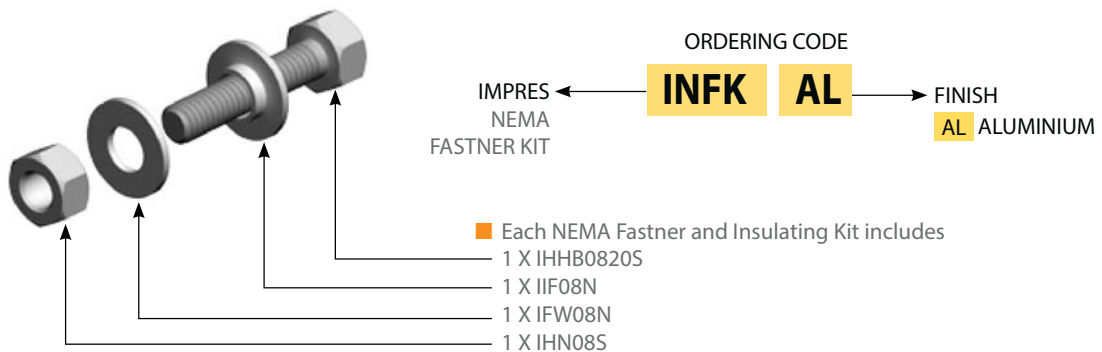 ORDERING CODE
INFK AL
IMPRES
NEMA
FASTNER KIT
FINISH
AL ALUMINIUM
Each NEMA Fastner and Insulating Kit includes
1 X IHHB0820S
1 X IIF08N
1 X IFW08N
1 X IHN08S